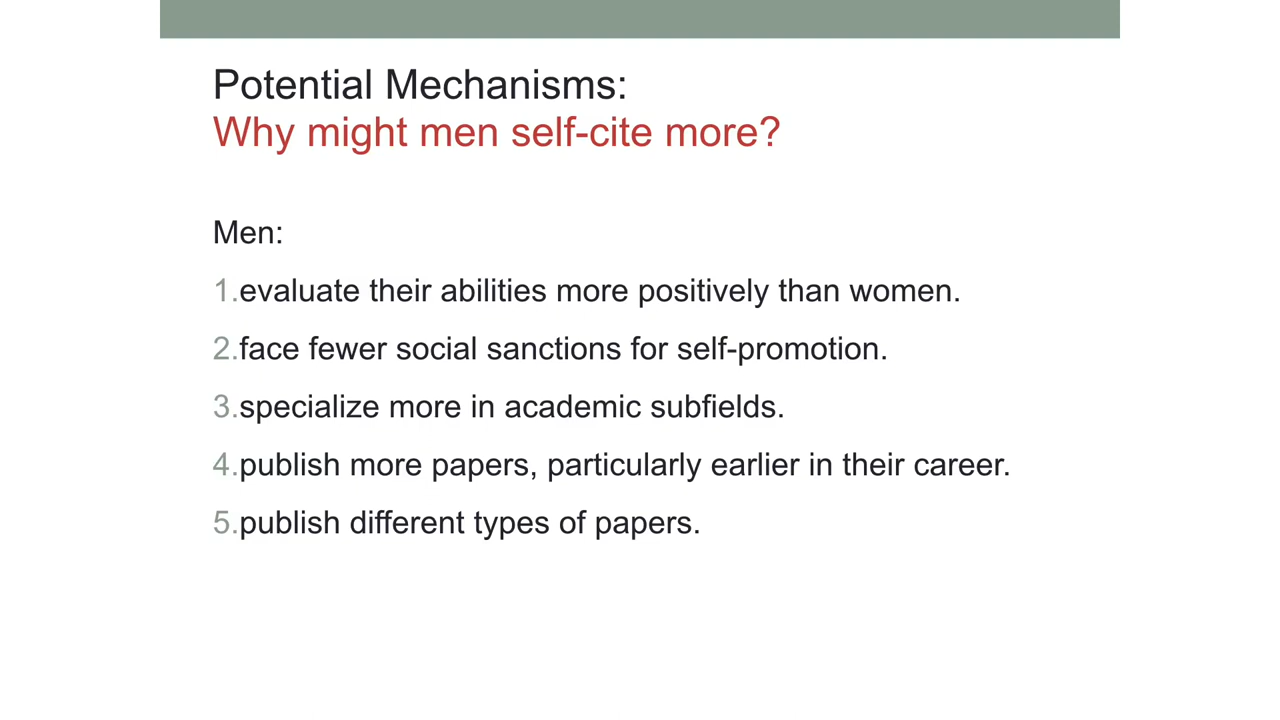 Potential Mechanisms:
Why might men self-cite more?
Men:
1.evaluate their abilities more positively than women.
2.face fewer social sanctions for self-promotion.
3.specialize more in academic subfields.
4.publish more papers, particularly earlier in their career.
5.publish different types of papers.